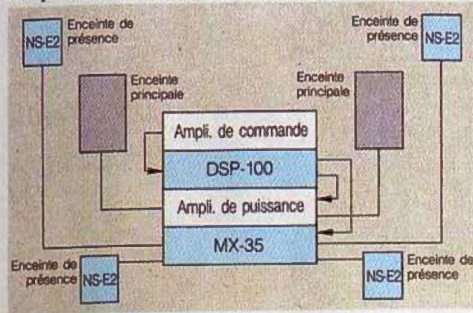 Enceinte de
présence
NS-E2
Enceinte de
présence
NS-E2
Enceinte
principale
Enceinte
principale
Ampli. de commande
DSP-100
Ampli. de puissance
MX-35
Enceinte de
présence
NS-E2
Enceinte de
présence
NS-E2